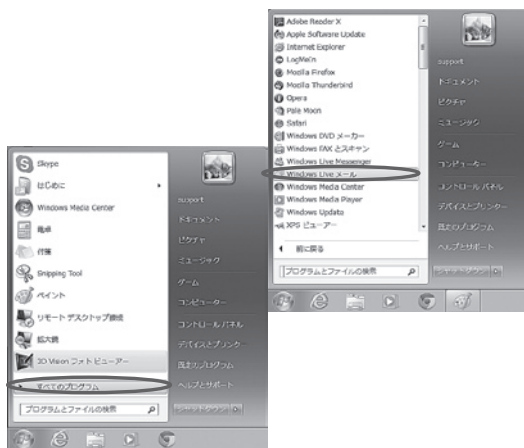 Adobe Reader X
Apple Software Update
Internet Explorer
LogMeIn
Mozilla Firefox
Mozilla Thunderbird
Opera
Pale Moon
Safari
Windows DVD メーカー
Windows FAX とスキャン
Windows Live Messenger
Windows Live メール
Windows Media Center
Windows Media Player
Windows Update
XPS ビューアー
前に戻る
プログラムとファイルの検索
support
ドキュメント
ピクチャ
ミュージック
ゲーム
コンピューター
コントロール パネル
デバイスとプリンター
既定のプログラム
ヘルプとサポート
シャットダウン
Skype
はじめに
Windows Media Center
電卓
付箋
Snipping Tool
ペイント
リモート デスクトップ接続
拡大鏡
3D Vision フォト ビューアー
すべてのプログラム
プログラムとファイルの検索
support
ドキュメント
ピクチャ
ミュージック
ゲーム
コンピューター
コントロール パネル
デバイスとプリンター
既定のプログラム
ヘルプとサポート
シャットダウン